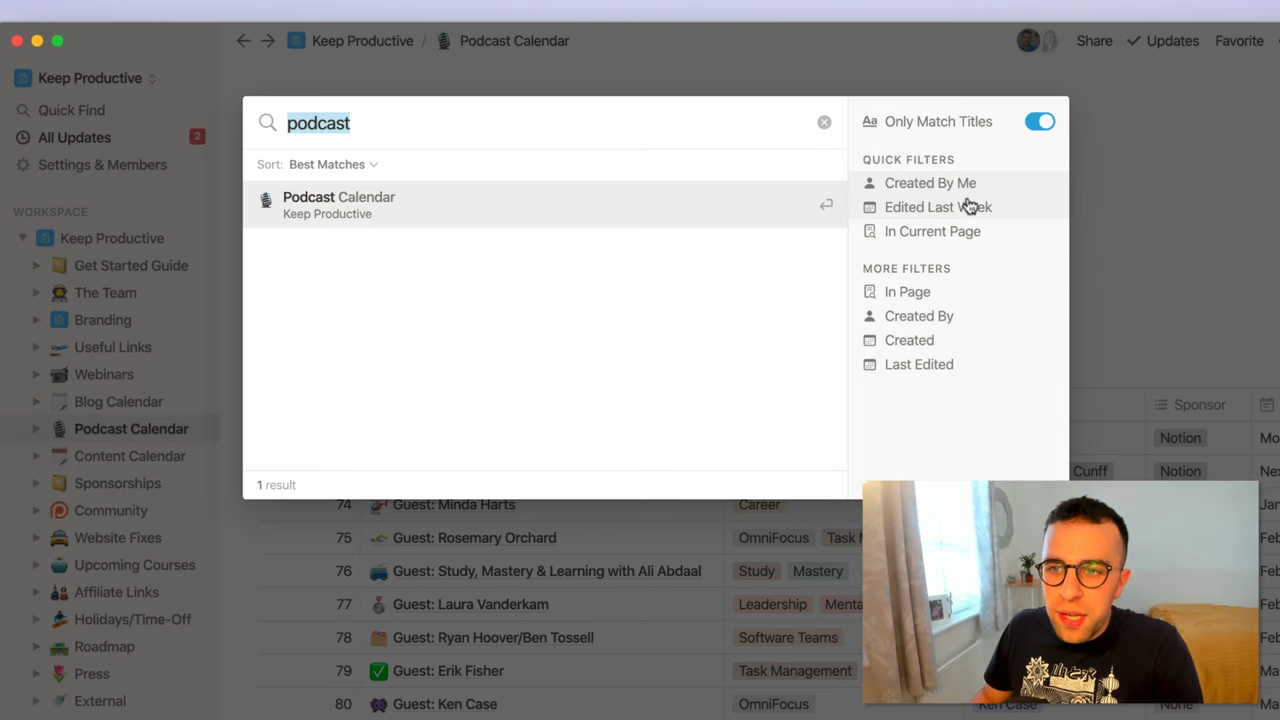 Keep Productive / Podcast Calendar
Share
Updates
Favorite
Keep Productive
Quick Find
All Updates
2
Settings & Members
WORKSPACE
Keep Productive
Get Started Guide
The Team
Branding
Useful Links
Webinars
Blog Calendar
Podcast Calendar
Content Calendar
Sponsorships
Community
Website Fixes
Upcoming Courses
Affiliate Links
Holidays/Time-Off
Roadmap
Press
External
podcast
Sort: Best Matches
Podcast Calendar
Keep Productive
1 result
Aa Only Match Titles
QUICK FILTERS
Created By Me
Edited Last Week
In Current Page
MORE FILTERS
In Page
Created By
Created
Last Edited
Sponsor
Notion
Cunff Notion
74 Guest: Minda Harts Career
75 Guest: Rosemary Orchard OmniFocus
76 Guest: Study, Mastery & Learning with Ali Abdaal Study Mastery
77 Guest: Laura Vanderkam Leadership
78 Guest: Ryan Hoover/Ben Tossell Software Teams
79 Guest: Erik Fisher Task Management
80 Guest: Ken Case OmniFocus Ken Case None